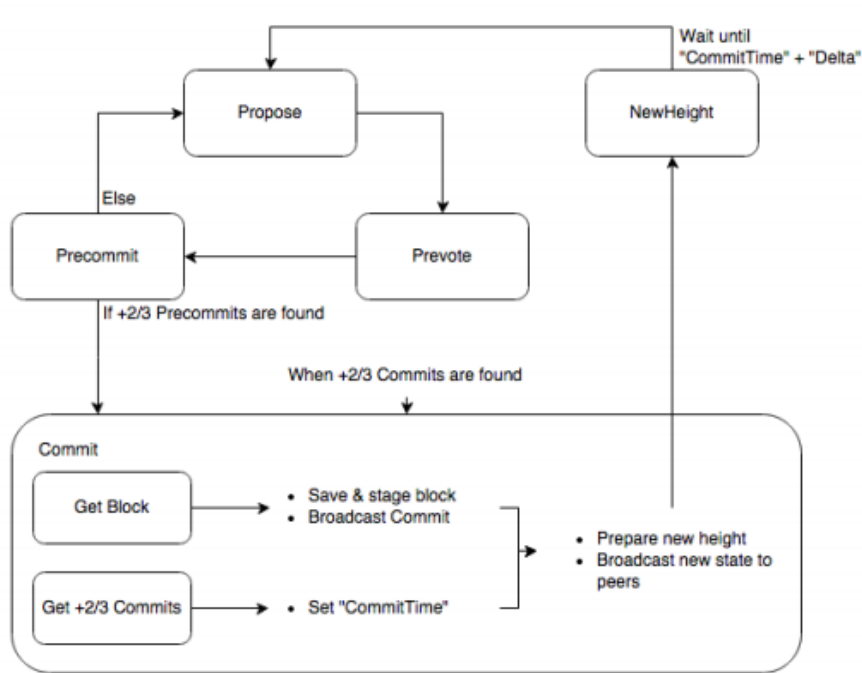 Wait until
"CommitTime" + "Delta"
Propose
NewHeight
Else
Precommit
Prevote
If +2/3 Precommits are found
When +2/3 Commits are found
Commit
Get Block
• Save & stage block
• Broadcast Commit
• Prepare new height
• Broadcast new state to
peers
Get +2/3 Commits
• Set "CommitTime"